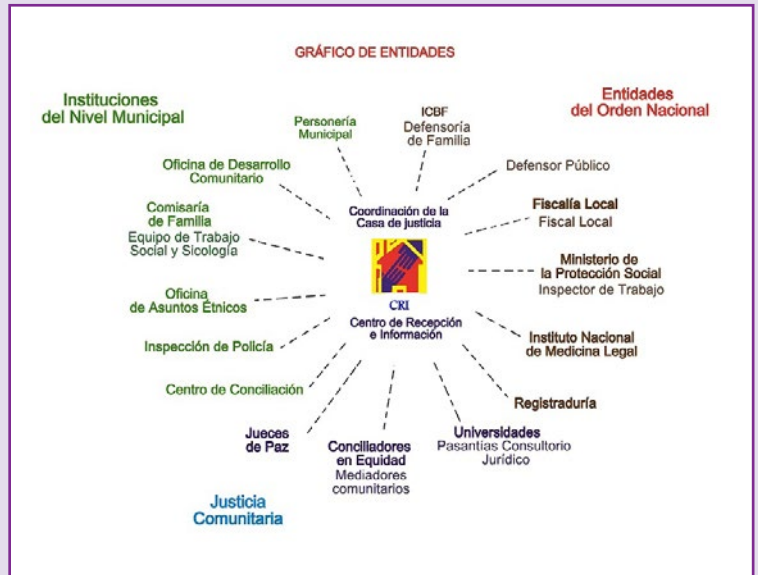 GRÁFICO DE ENTIDADES
Instituciones
del Nivel Municipal
Entidades
del Orden Nacional
Personería
Municipal
ICBF
Defensoría
de Familia
Oficina de Desarrollo
Comunitario
Defensor Público
Comisaría
de Familia
Equipo de Trabajo
Social y Sicología
Coordinación de la
Casa de justicia
Fiscalía Local
Fiscal Local
Ministerio de
la Protección Social
Inspector de Trabajo
Oficina
de Asuntos Étnicos
CRI
Centro de Recepción
e Información
Inspección de Policía
Instituto Nacional
de Medicina Legal
Centro de Conciliación
Registraduría
Jueces
de Paz
Conciliadores
en Equidad
Mediadores
comunitarios
Universidades
Pasantías Consultorio
Jurídico
Justicia
Comunitaria